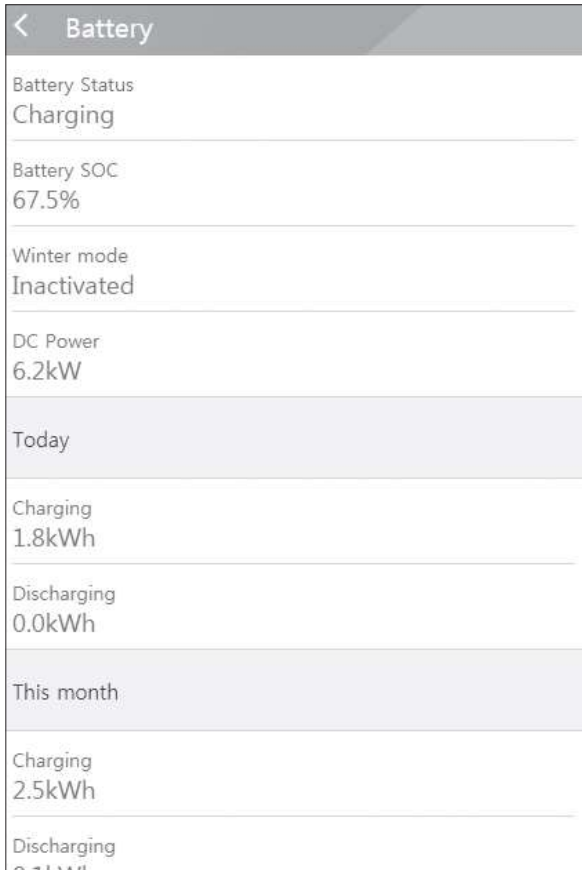 Battery
Battery Status
Charging
Battery SOC
67.5%
Winter mode
Inactivated
DC Power
6.2kW
Today
Charging
1.8kWh
Discharging
0.0kWh
This month
Charging
2.5kWh
Discharging